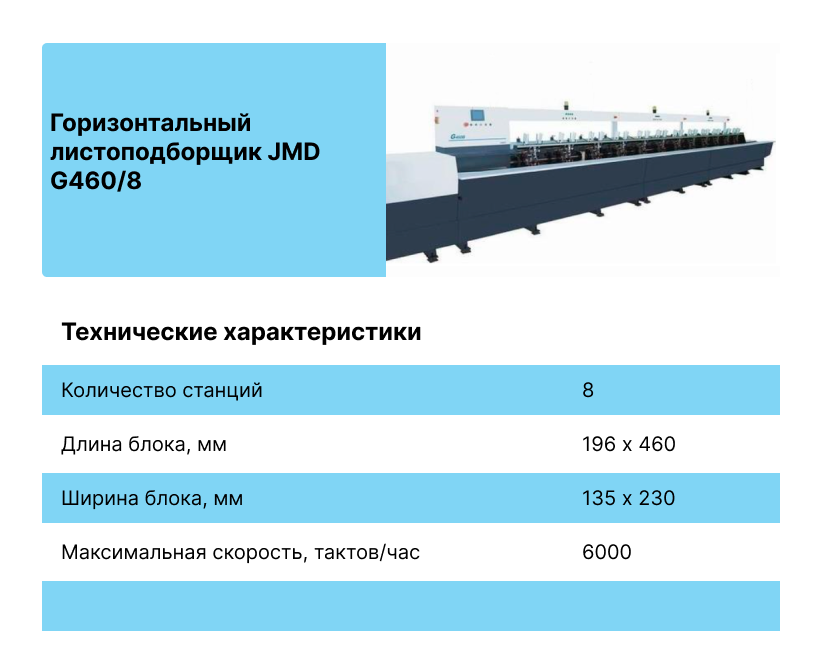 Горизонтальный
листоподборщик JMD
G460/8
Технические характеристики
Количество станций 8
Длина блока, мм 196 x 460
Ширина блока, мм 135 x 230
Максимальная скорость, тактов/час 6000